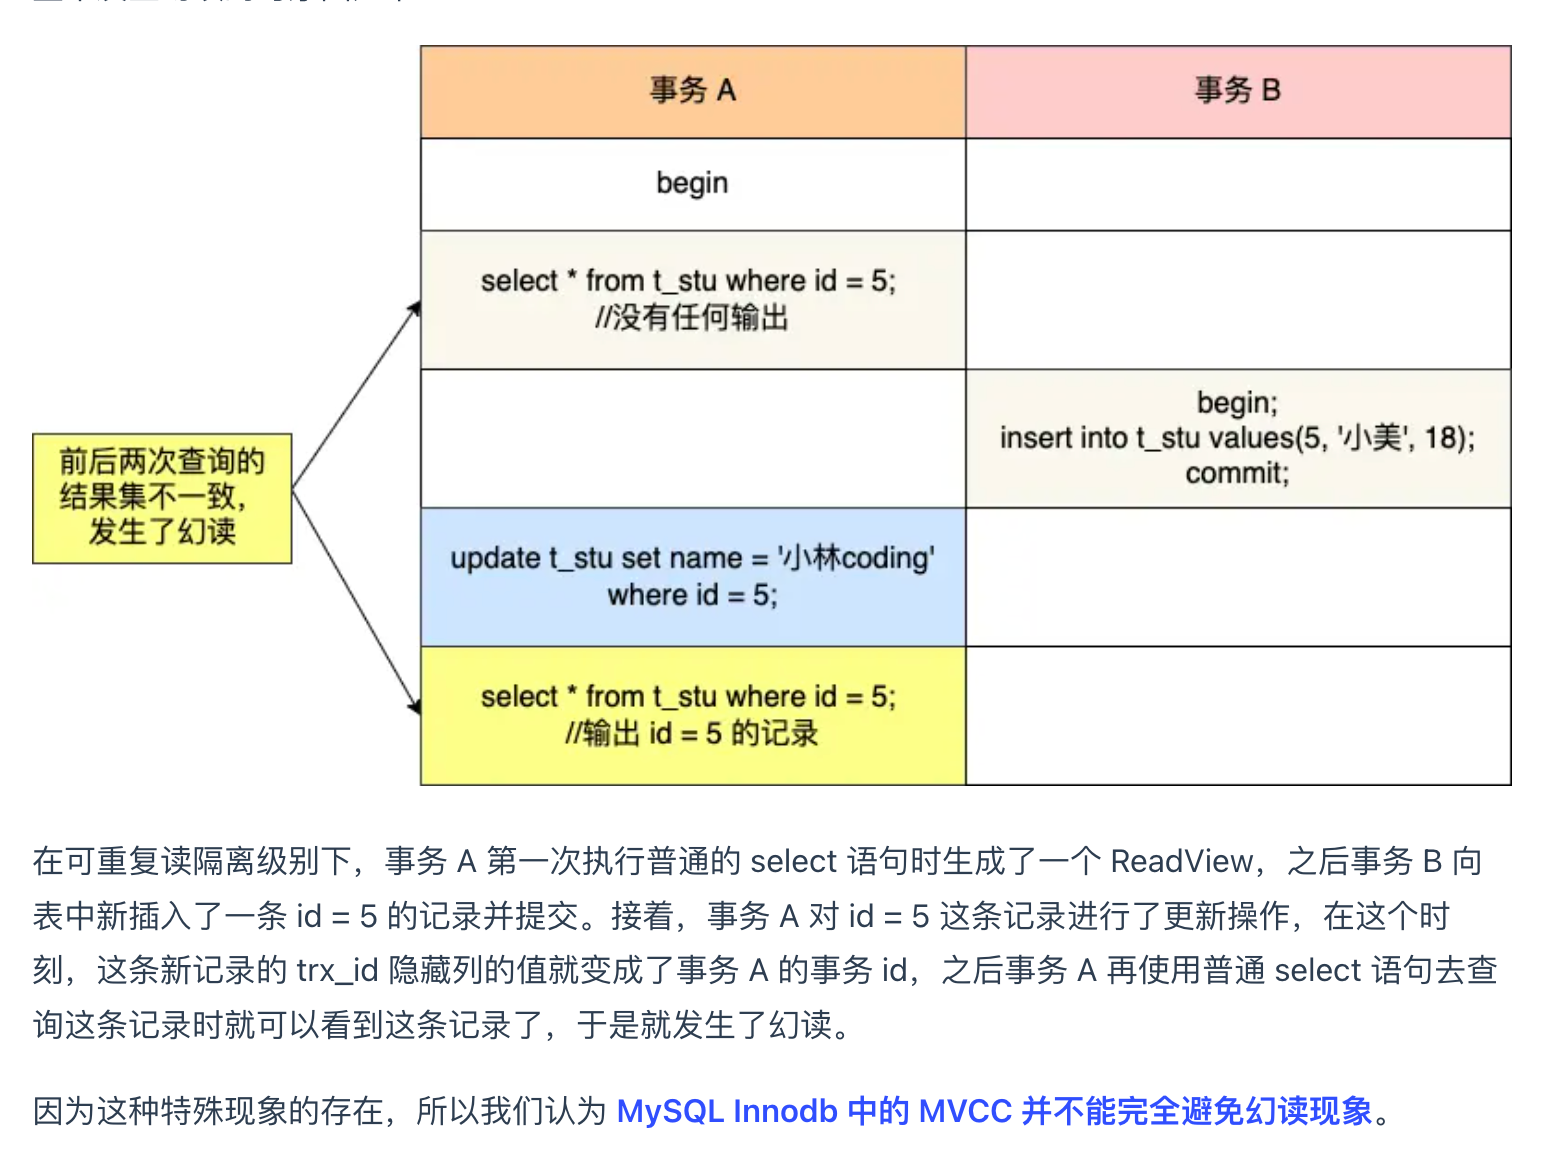 事务 A
事务 B
begin
select * from t_stu where id = 5;
//没有任何输出
begin;
insert into t_stu values(5, '小美', 18);
commit;
前后两次查询的
结果集不一致，
发生了幻读
update t_stu set name = '小林coding'
where id = 5;
select * from t_stu where id = 5;
//输出 id = 5 的记录
在可重复读隔离级别下，事务 A 第一次执行普通的 select 语句时生成了一个 ReadView，之后事务 B 向
表中新插入了一条 id = 5 的记录并提交。接着，事务 A 对 id = 5 这条记录进行了更新操作，在这个时
刻，这条新记录的 trx_id 隐藏列的值就变成了事务 A 的事务 id，之后事务 A 再使用普通 select 语句去查
询这条记录时就可以看到这条记录了，于是就发生了幻读。
因为这种特殊现象的存在，所以我们认为 MySQL Innodb 中的 MVCC 并不能完全避免幻读现象。